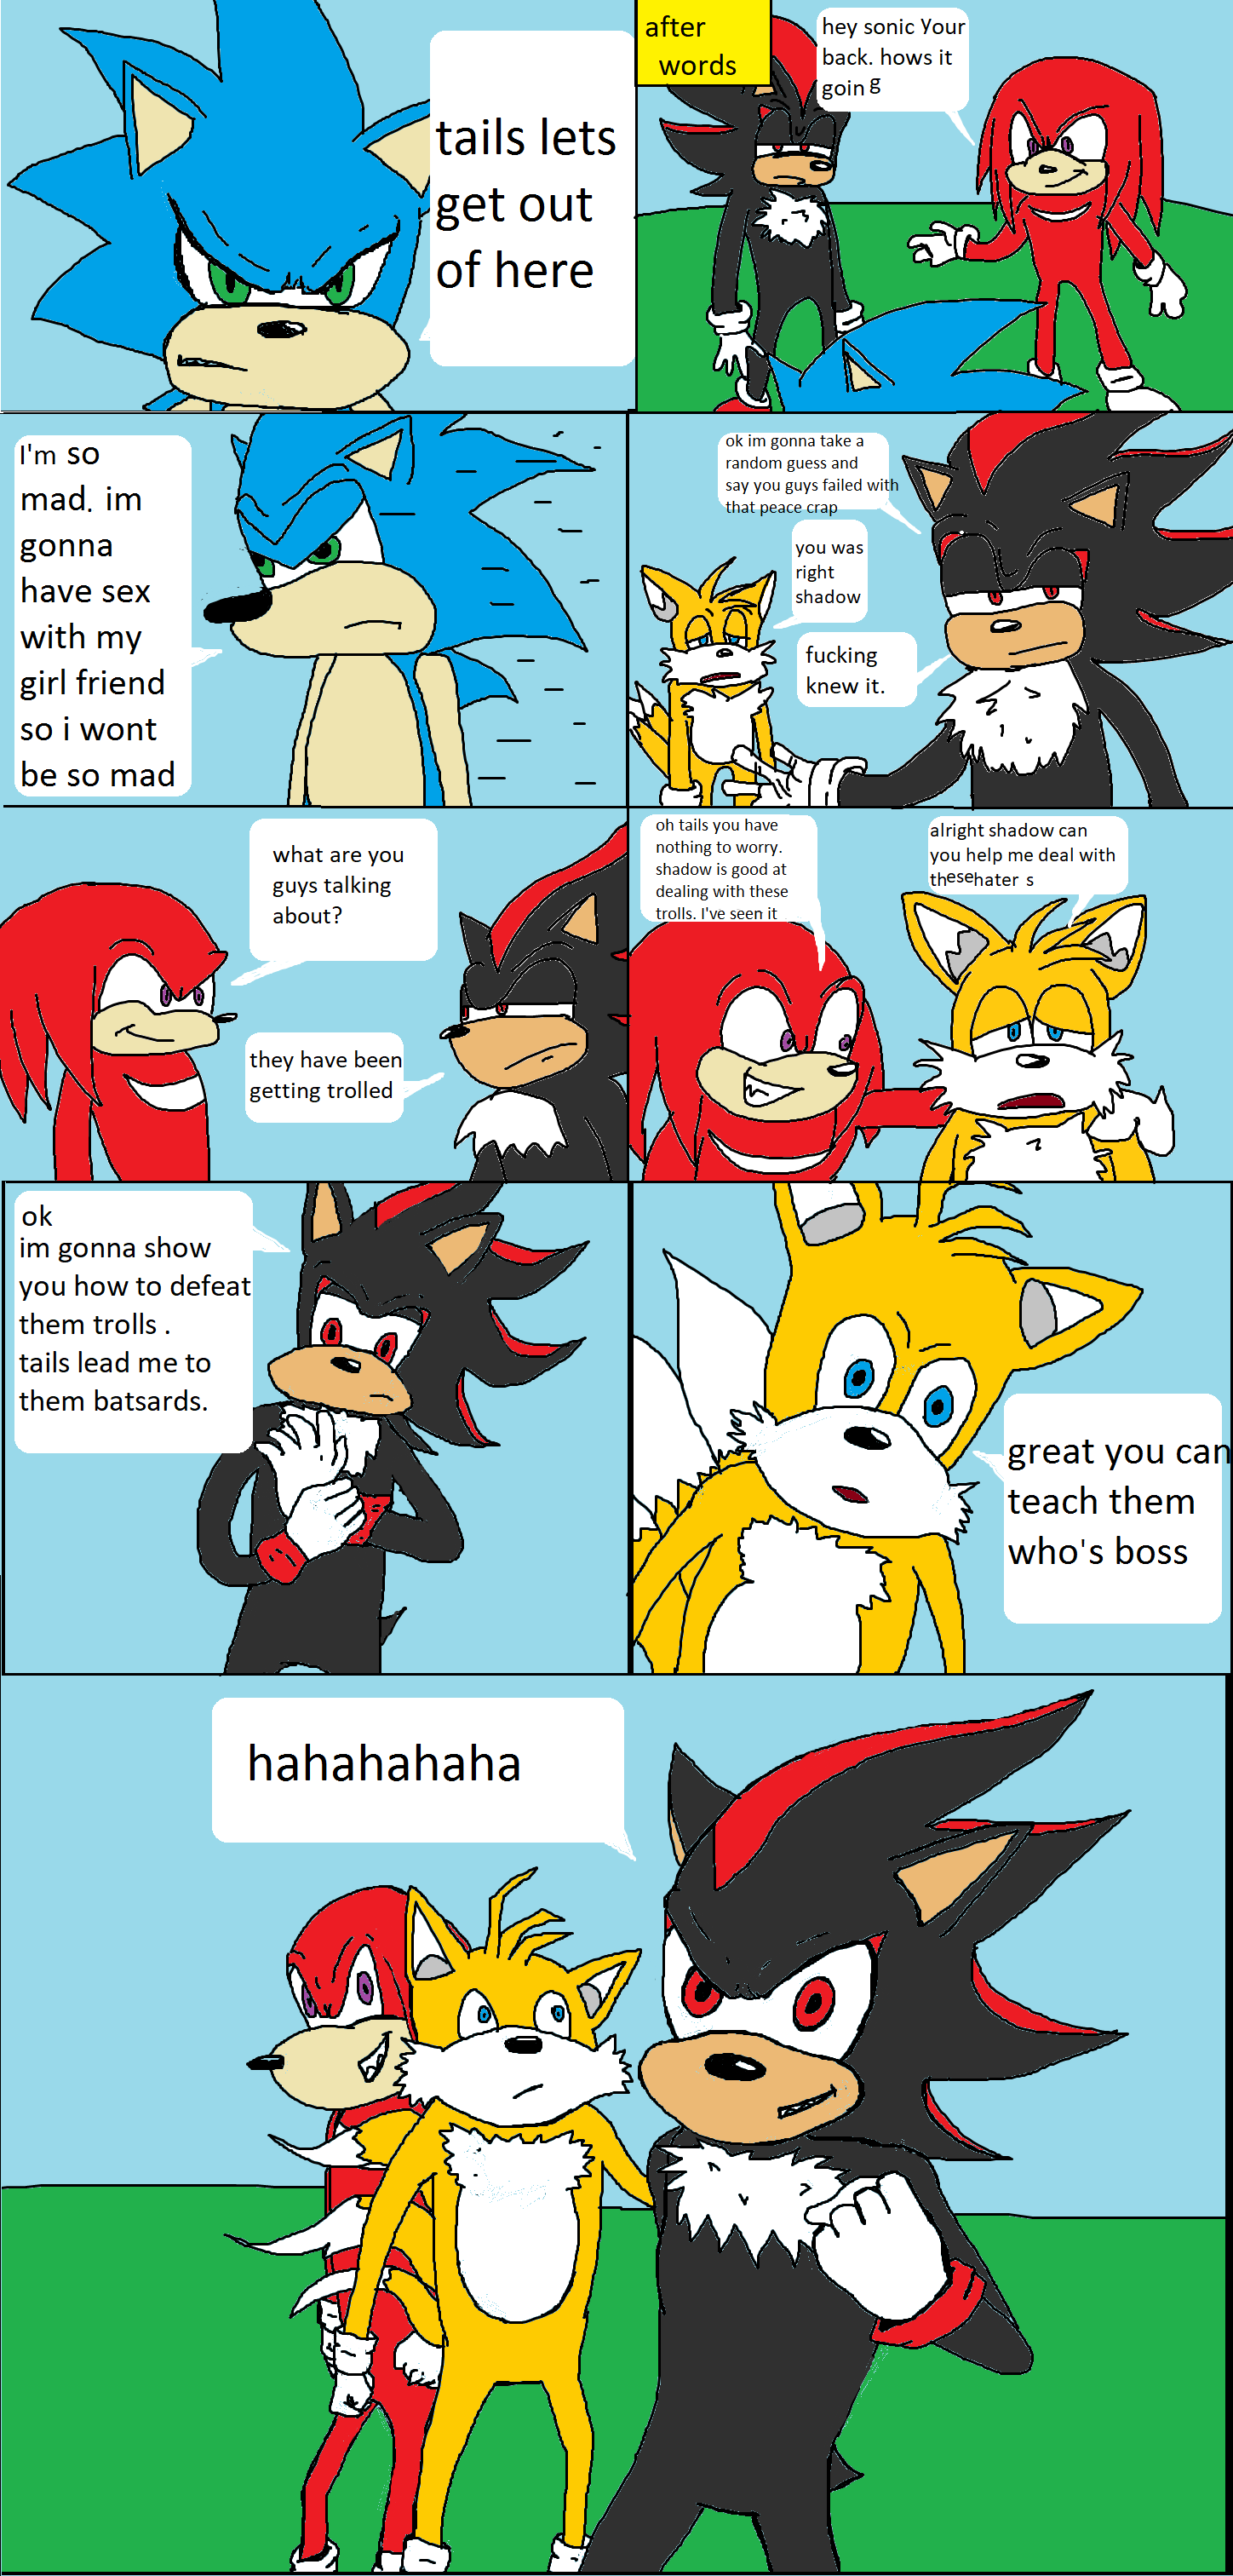 tails lets
get out
of here
after
words
hey sonic Your
back. hows it
going
I'm so
mad. im
gonna
have sex
with my
girl friend
so i wont
be so mad
ok im gonna take a
random guess and
say you guys failed with
that peace crap
you was
right
shadow
fucking
knew it.
what are you
guys talking
about?
they have been
getting trolled
oh tails you have
nothing to worry.
shadow is good at
dealing with these
trolls. I've seen it
alright shadow can
you help me deal with
thesehater s
ok
im gonna show
you how to defeat
them trolls .
tails lead me to
them batsards.
great you can
teach them
who's boss
hahahahaha